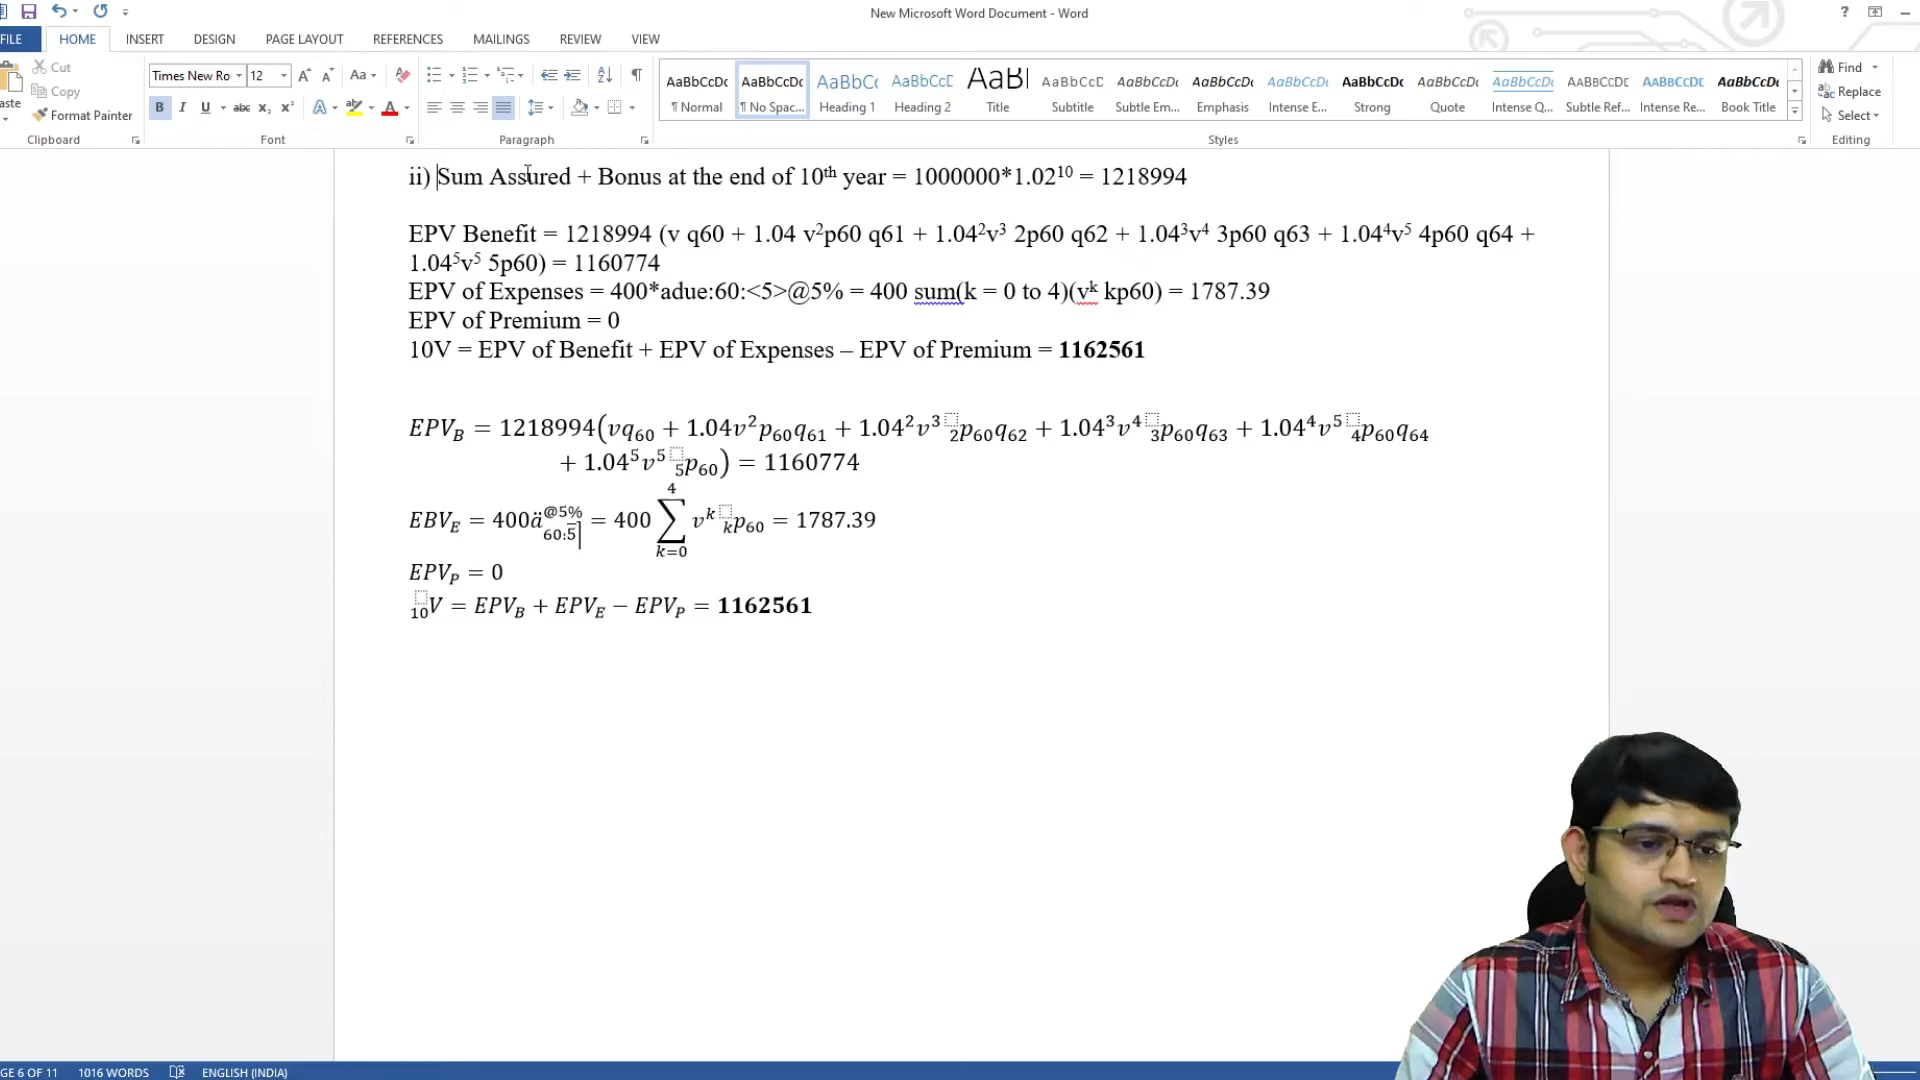 New Microsoft Word Document - Word
?
FILE HOME INSERT DESIGN PAGE LAYOUT REFERENCES MAILINGS REVIEW VIEW
Cut
Copy
Format Painter
Clipboard
Times New Ro 12
Font
Paragraph
AaBbCcDc ¶ Normal
AaBbCcDc ¶ No Spac...
AaBbCc Heading 1
AaBbCcE Heading 2
AaBl Title
AaBbCcD Subtitle
AaBbCcDc Subtle Em...
AaBbCcDc Emphasis
AaBbCcDc Intense E...
AaBbCcDc Strong
AaBbCcDc Quote
AaBbCcDc Intense Q...
AaBbCcDc Subtle Ref...
AaBbCcDc Intense Re...
AaBbCcDc Book Title
Styles
Find
Replace
Select
Editing
ii) Sum Assured + Bonus at the end of 10th year = 1000000*1.02¹⁰ = 1218994
EPV Benefit = 1218994 (v q60 + 1.04 v²p60 q61 + 1.04²v³ 2p60 q62 + 1.04³v⁴ 3p60 q63 + 1.04⁴v⁵ 4p60 q64 +
1.04⁵v⁵ 5p60) = 1160774
EPV of Expenses = 400*adue:60:<5>@5% = 400 sum(k = 0 to 4)(vᵏ kp60) = 1787.39
EPV of Premium = 0
10V = EPV of Benefit + EPV of Expenses – EPV of Premium = 1162561
EPV_B = 1218994(vq₆₀ + 1.04v²p₆₀q₆₁ + 1.04²v³ ₂p₆₀q₆₂ + 1.04³v⁴ ₃p₆₀q₆₃ + 1.04⁴v⁵ ₄p₆₀q₆₄
+ 1.04⁵v⁵ ₅p₆₀) = 1160774
EBV_E = 400ä_{60:5̅|}^{@5%} = 400 ∑_{k=0}^{4} vᵏ ₖp₆₀ = 1787.39
EPV_P = 0
₁₀V = EPV_B + EPV_E − EPV_P = 1162561
GE 6 OF 11 1016 WORDS ENGLISH (INDIA)